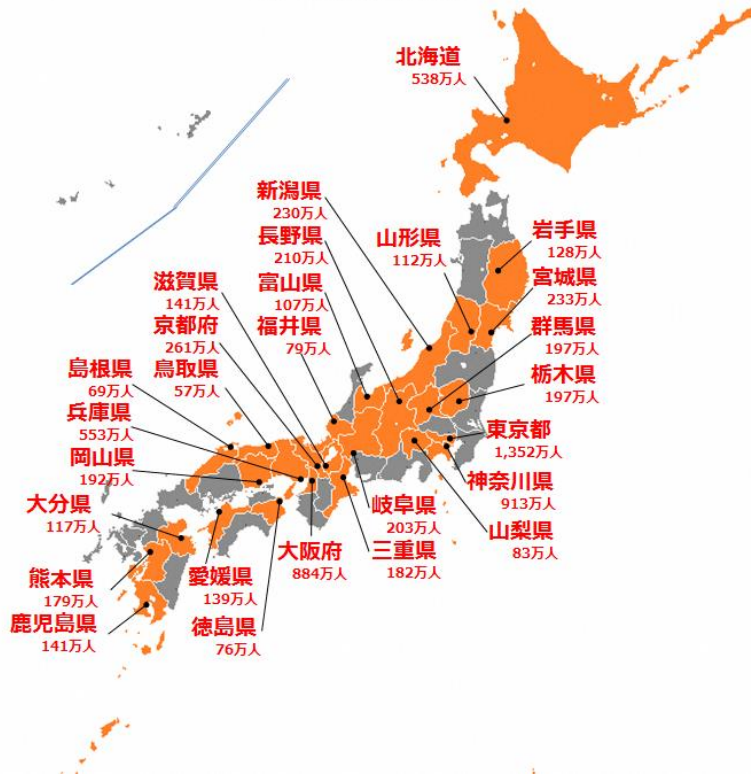 北海道
538万人
新潟県
230万人
長野県
210万人
山形県
112万人
岩手県
128万人
宮城県
233万人
滋賀県
141万人
富山県
107万人
群馬県
197万人
京都府
261万人
福井県
79万人
栃木県
197万人
島根県
69万人
鳥取県
57万人
兵庫県
553万人
東京都
1,352万人
岡山県
192万人
神奈川県
913万人
大分県
117万人
岐阜県
203万人
山梨県
83万人
大阪府
884万人
三重県
182万人
熊本県
179万人
愛媛県
139万人
鹿児島県
141万人
徳島県
76万人